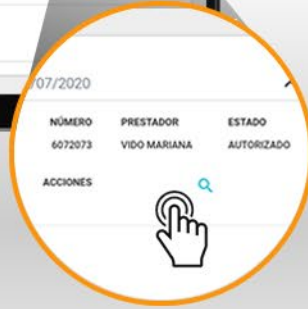 /07/2020
NÚMERO PRESTADOR ESTADO
6072073 VIDO MARIANA AUTORIZADO
ACCIONES